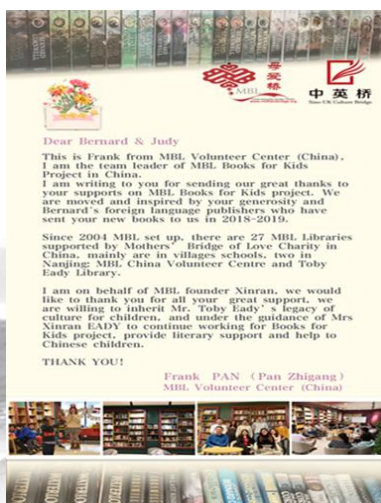 MBL
母爱桥
中英桥
Sino-UK Culture Bridge
Dear Bernard & Judy
This is Frank from MBL Volunteer Center (China),
I am the team leader of MBL Books for Kids
Project in China.
I am writing to you for sending our great thanks to
your supports on MBL Books for Kids project. We
are moved and inspired by your generosity and
Bernard's foreign language publishers who have
sent your new books to us in 2018-2019.
Since 2004 MBL set up, there are 27 MBL Libraries
supported by Mothers' Bridge of Love Charity in
China, mainly are in villages schools, two in
Nanjing: MBL China Volunteer Centre and Toby
Eady Library.
I am on behalf of MBL founder Xinran, we would
like to thank you for all your great support, we
are willing to inherit Mr. Toby Eady's legacy of
culture for children, and under the guidance of Mrs
Xinran EADY to continue working for Books for
Kids project, provide literary support and help to
Chinese children.
THANK YOU!
Frank PAN (Pan Zhigang)
MBL Volunteer Center (China)